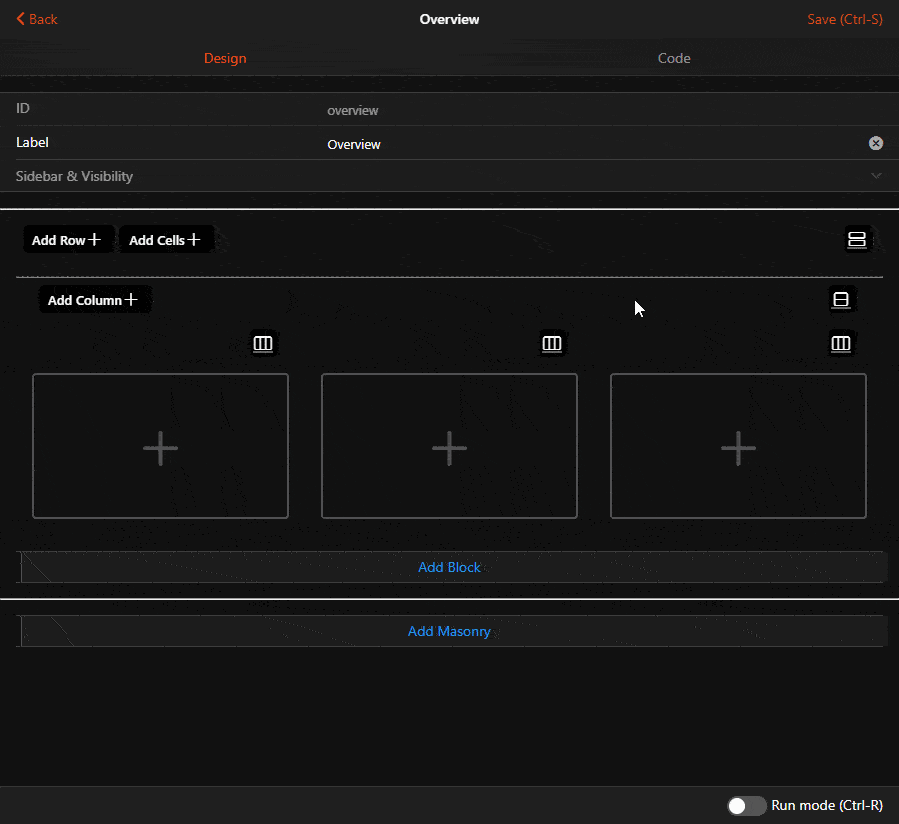 Back Overview Save (Ctrl-S)
Design Code
ID overview
Label Overview
Sidebar & Visibility
Add Row Add Cells
Add Column
Add Block
Add Masonry
Run mode (Ctrl-R)